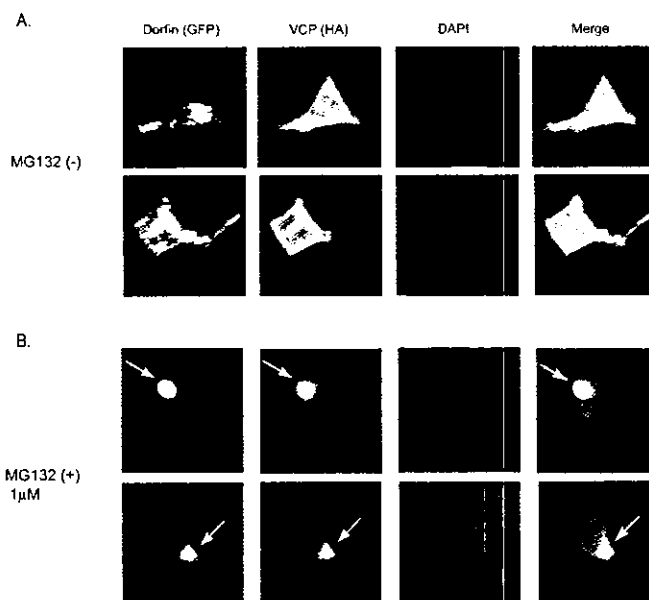 A.
Dorfin (GFP) VCP (HA) DAPI Merge
MG132 (-)
B.
MG132 (+)
1μM